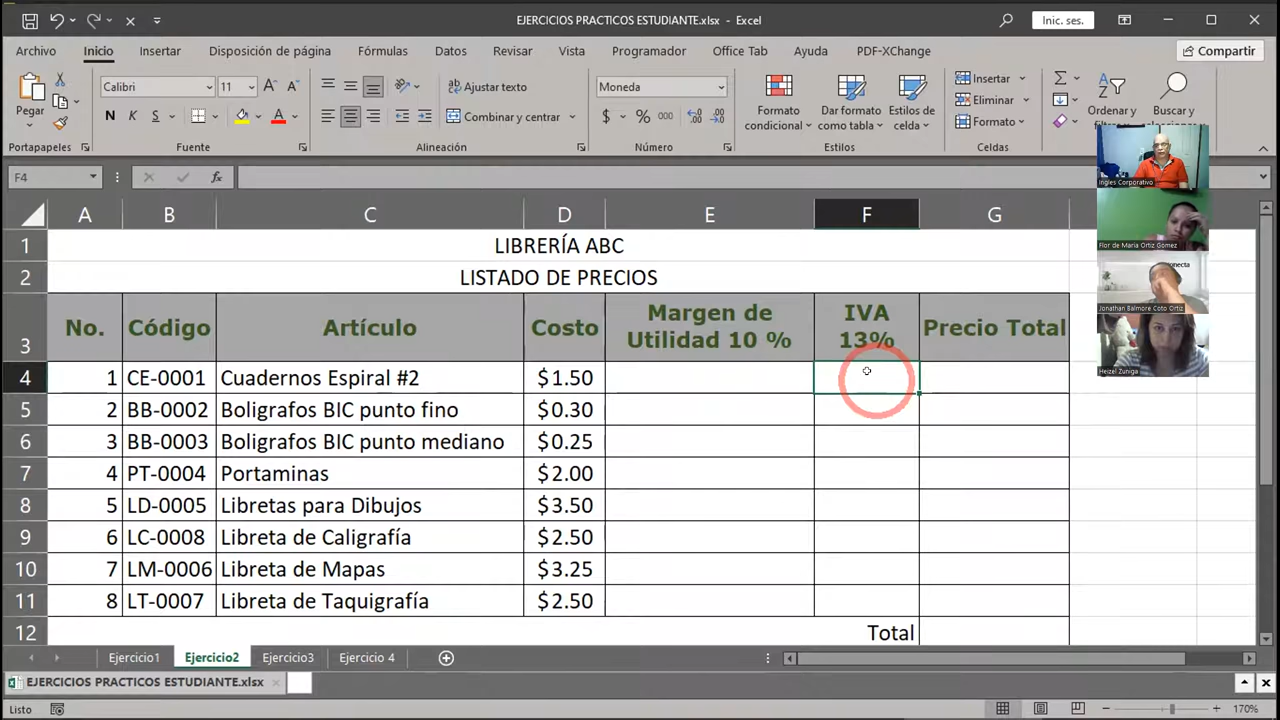 EJERCICIOS PRACTICOS ESTUDIANTE.xlsx - Excel
Inic. ses.
Archivo Inicio Insertar Disposición de página Fórmulas Datos Revisar Vista Programador Office Tab Ayuda PDF-XChange Compartir
Pegar
Calibri 11
N K S
Ajustar texto
Combinar y centrar
Moneda
$ % 000
Formato condicional
Dar formato como tabla
Estilos de celda
Insertar
Eliminar
Formato
Ordenar y
Buscar y
Portapapeles Fuente Alineación Número Estilos Celdas
F4 fx
A B C D E F G
1 LIBRERÍA ABC
2 LISTADO DE PRECIOS
3 No. Código Artículo Costo Margen de Utilidad 10 % IVA 13% Precio Total
4 1 CE-0001 Cuadernos Espiral #2 $1.50
5 2 BB-0002 Boligrafos BIC punto fino $0.30
6 3 BB-0003 Boligrafos BIC punto mediano $0.25
7 4 PT-0004 Portaminas $2.00
8 5 LD-0005 Libretas para Dibujos $3.50
9 6 LC-0008 Libreta de Caligrafía $2.50
10 7 LM-0006 Libreta de Mapas $3.25
11 8 LT-0007 Libreta de Taquigrafía $2.50
12 Total
Ingles Corporativo
Flor de María Ortiz Gomez
Jonathan Balmore Coto Ortiz
Heizel Zuniga
Ejercicio1 Ejercicio2 Ejercicio3 Ejercicio 4
EJERCICIOS PRACTICOS ESTUDIANTE.xlsx
Listo
170%